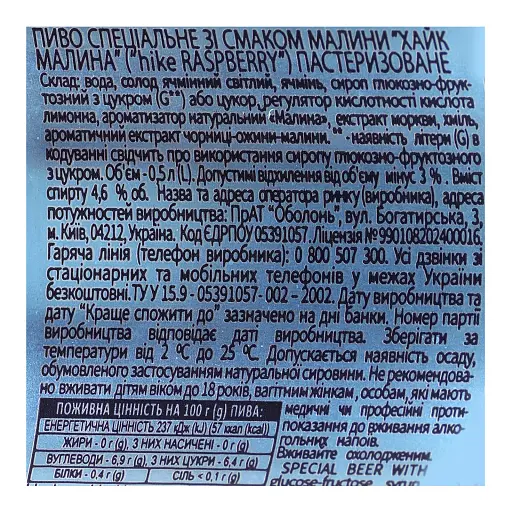 ПИВО СПЕЦІАЛЬНЕ ЗІ СМАКОМ МАЛИНИ "ХАЙК
МАЛИНА" ("hike RASPBERRY") ПАСТЕРИЗОВАНЕ
Склад: вода, солод ячмінний світлий, ячмінь, сироп глюкозно-фрук-
тозний з цукром (G**) або цукор, регулятор кислотності кислота
лимонна, ароматизатор натуральний «Малина», екстракт моркви, хміль,
ароматичний екстракт чорниці-ожини-малини. ** - наявність літери (G) в
кодуванні свідчить про використання сиропу глюкозно-фруктозного
з цукром. Об'єм - 0,5 л (L). Допустимі відхилення від об'єму мінус 3 %. Вміст
спирту 4,6 % об. Назва та адреса оператора ринку (виробника), адреса
потужностей виробництва: ПрАТ "Оболонь", вул. Богатирська, 3,
м. Київ, 04212, Україна. Код ЄДРПОУ 05391057. Ліцензія № 990108202400016.
Гаряча лінія (телефон виробника): 0 800 507 300. Усі дзвінки зі
стаціонарних та мобільних телефонів у межах України
безкоштовні. ТУ У 15.9 - 05391057- 002 – 2002. Дату виробництва та
дату "Краще спожити до" зазначено на дні банки. Номер партії
виробництва відповідає даті виробництва. Зберігати за
температури від 2 °C до 25 °C. Допускається наявність осаду,
обумовленого застосуванням натуральної сировини. Не рекомендова-
но вживати дітям віком до 18 років, вагітним жінкам, особам, які мають
медичні чи професійні проти-
показання до вживання алко-
гольних напоїв.
Вживайте охолодженим.
SPECIAL BEER WITH
glucose-fructose syrup
ПОЖИВНА ЦІННІСТЬ НА 100 г (g) ПИВА:
ЕНЕРГЕТИЧНА ЦІННІСТЬ 237 кДж (kJ) (57 ккал (kcal))
ЖИРИ - 0 г (g), З НИХ НАСИЧЕНІ - 0 г (g)
ВУГЛЕВОДИ - 6,9 г (g), З НИХ ЦУКРИ - 6,4 г (g)
БІЛКИ - 0,4 г (g) СІЛЬ < 0,1 г (g)